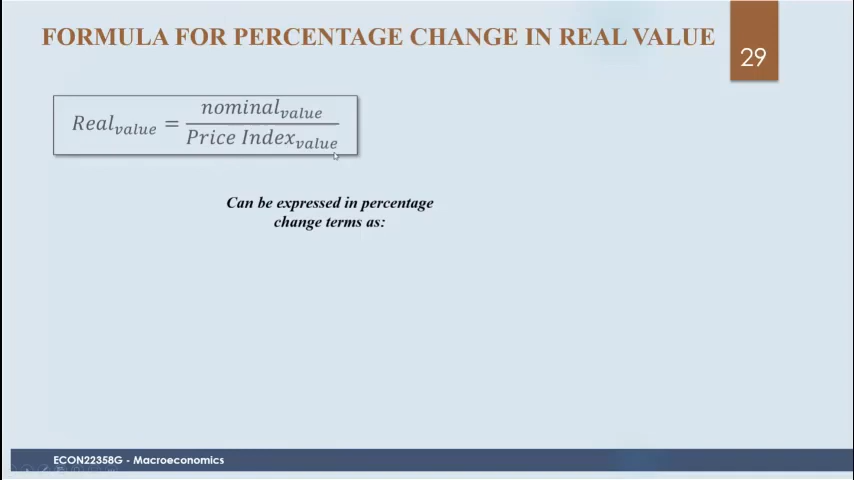 FORMULA FOR PERCENTAGE CHANGE IN REAL VALUE
29
Real_value = nominal_value / Price Index_value
Can be expressed in percentage
change terms as:
ECON22358G - Macroeconomics